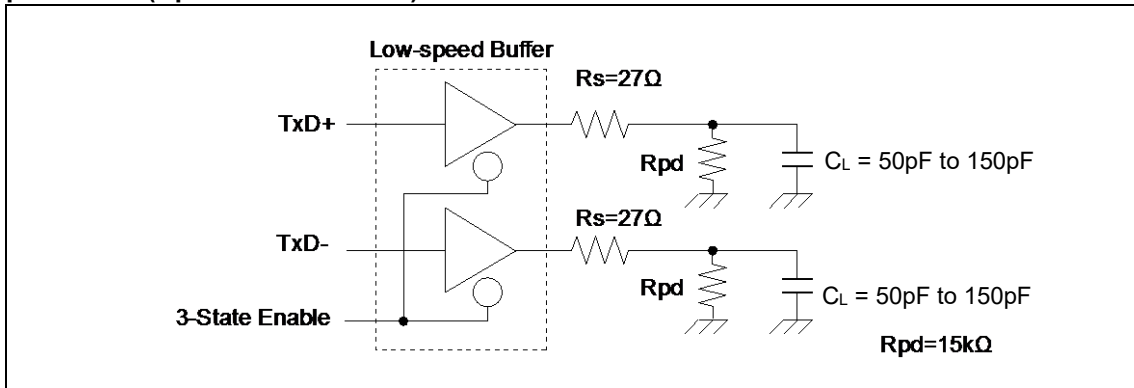 Low-speed Buffer
Rs=27Ω
TxD+
Rpd
CL = 50pF to 150pF
Rs=27Ω
TxD-
Rpd
CL = 50pF to 150pF
3-State Enable
Rpd=15kΩ